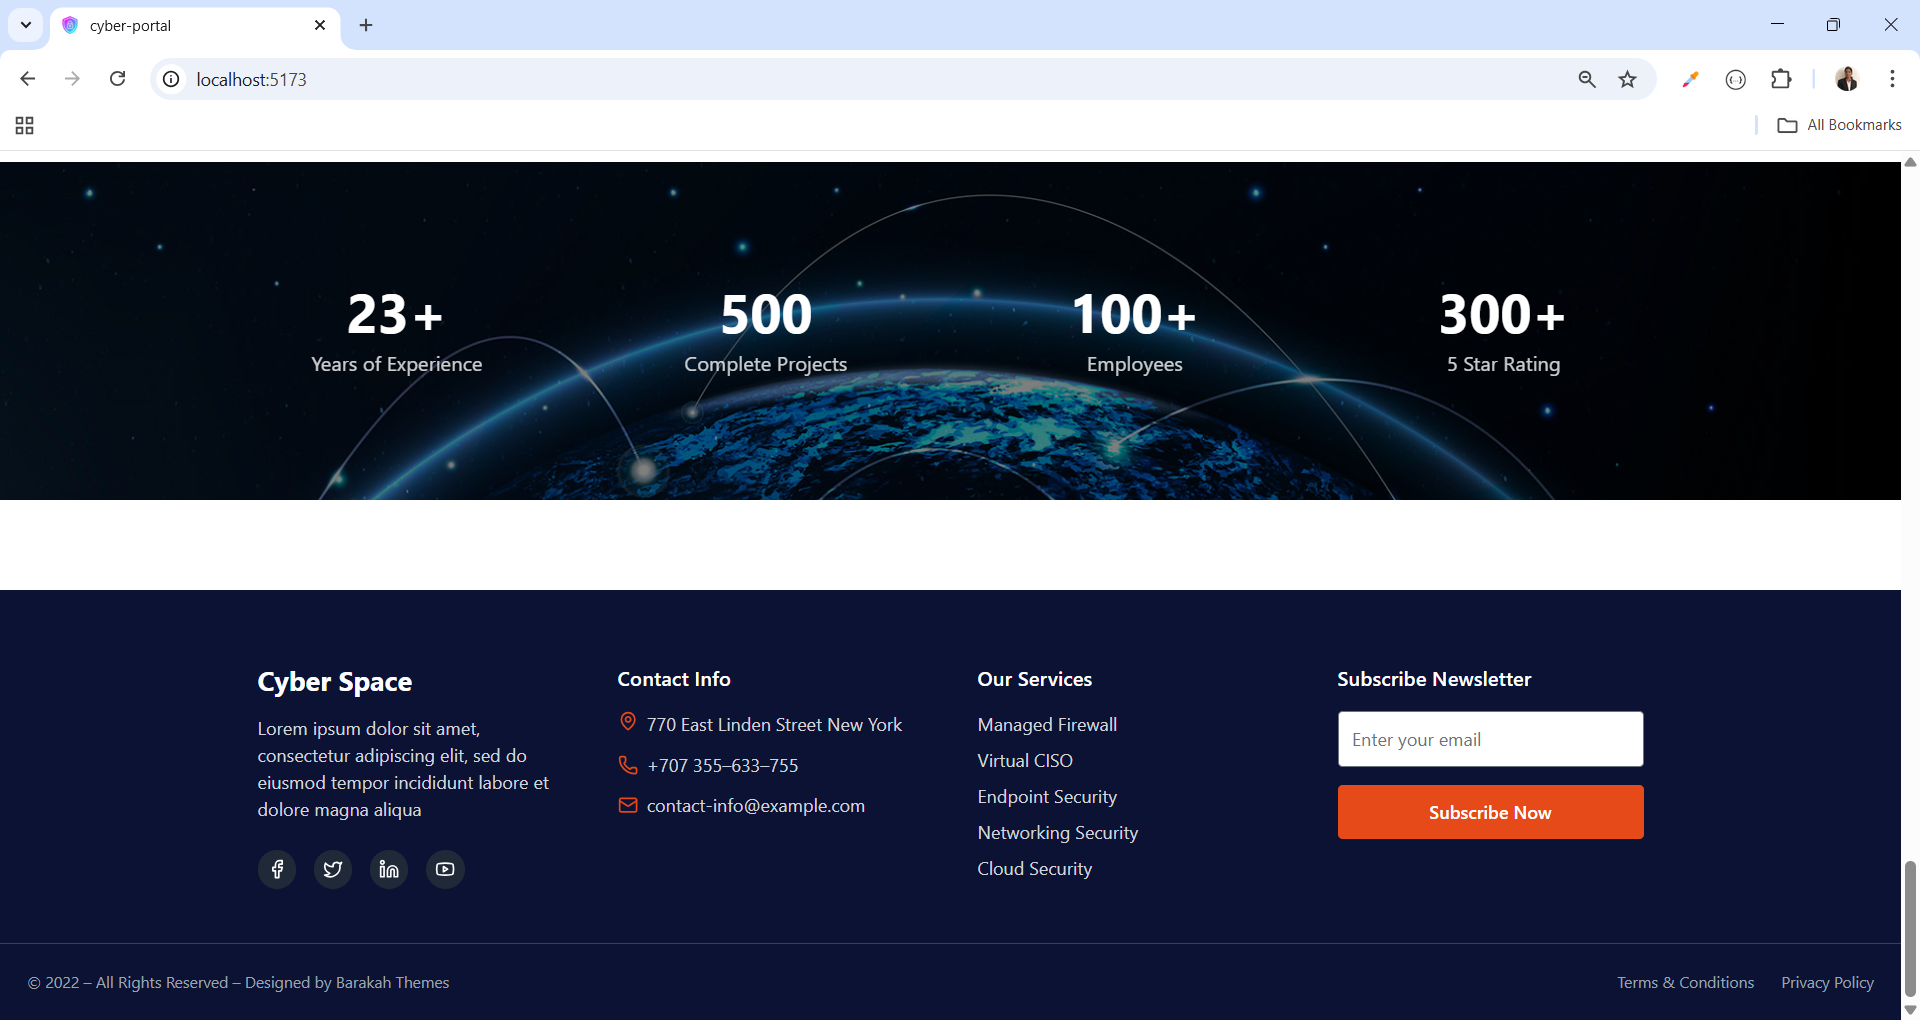 cyber-portal
localhost:5173
All Bookmarks
23+
Years of Experience
500
Complete Projects
100+
Employees
300+
5 Star Rating
Cyber Space
Lorem ipsum dolor sit amet,
consectetur adipiscing elit, sed do
eiusmod tempor incididunt labore et
dolore magna aliqua
Contact Info
770 East Linden Street New York
+707 355–633–755
contact-info@example.com
Our Services
Managed Firewall
Virtual CISO
Endpoint Security
Networking Security
Cloud Security
Subscribe Newsletter
Enter your email
Subscribe Now
© 2022 – All Rights Reserved – Designed by Barakah Themes
Terms & Conditions
Privacy Policy